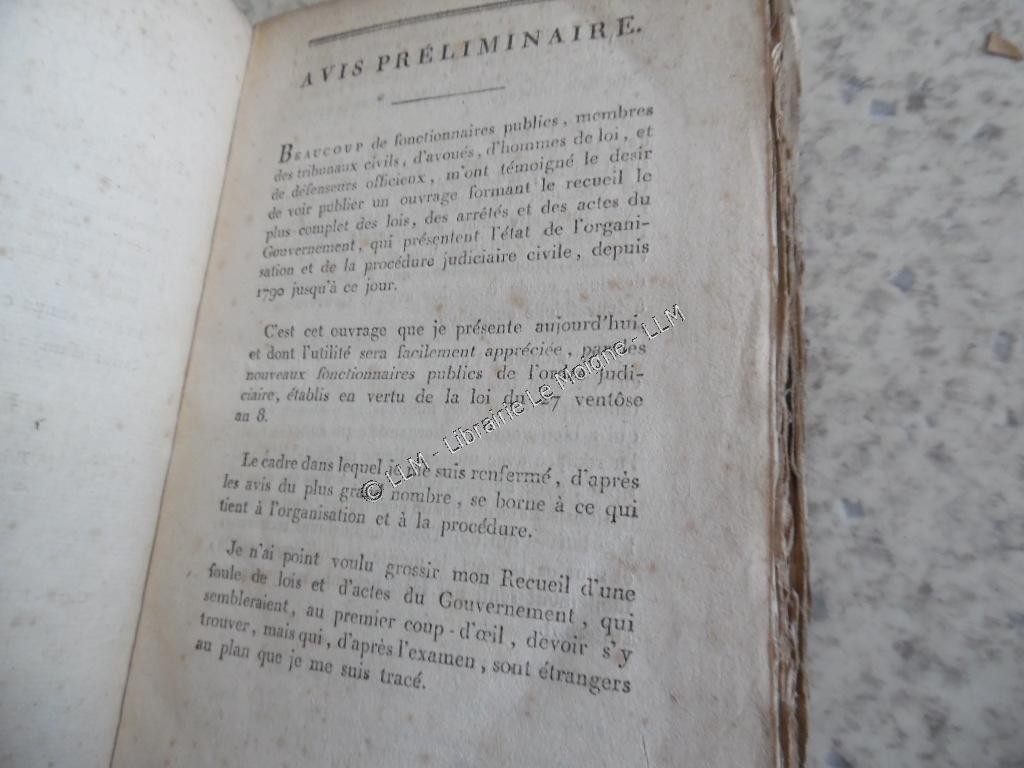 AVIS PRÉLIMINAIRE.
BEAUCOUP de fonctionnaires publics, membres
des tribunaux civils, d'avoués, d'hommes de loi, et
de défenseurs officieux, m'ont témoigné le desir
de voir publier un ouvrage formant le recueil le
plus complet des lois, des arrêtés et des actes du
Gouvernement, qui présentent l'état de l'organi-
sation et de la procédure judiciaire civile, depuis
1790 jusqu'à ce jour.
C'est cet ouvrage que je présente aujourd'hui,
et dont l'utilité sera facilement appréciée, par les
nouveaux fonctionnaires publics de l'ordre judi-
ciaire, établis en vertu de la loi du 27 ventôse
an 8.
Le cadre dans lequel je me suis renfermé, d'après
les avis du plus grand nombre, se borne à ce qui
tient à l'organisation et à la procédure.
Je n'ai point voulu grossir mon Recueil d'une
foule de lois et d'actes du Gouvernement, qui
sembleraient, au premier coup-d'œil, devoir s'y
trouver, mais qui, d'après l'examen, sont étrangers
au plan que je me suis tracé.
© LLM - Librairie Le Moigne - LLM